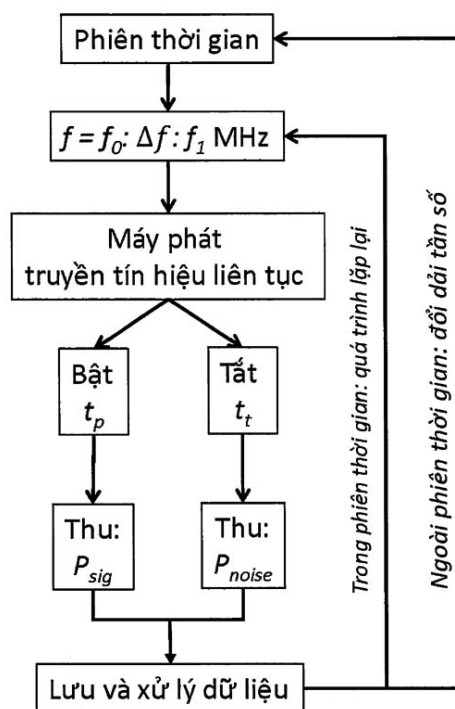 Phiên thời gian
f = f₀: Δf : f₁ MHz
Máy phát
truyền tín hiệu liên tục
Bật
tₚ
Tắt
tₜ
Thu:
P_sig
Thu:
P_noise
Lưu và xử lý dữ liệu
Trong phiên thời gian: quá trình lặp lại
Ngoài phiên thời gian: đổi dải tần số